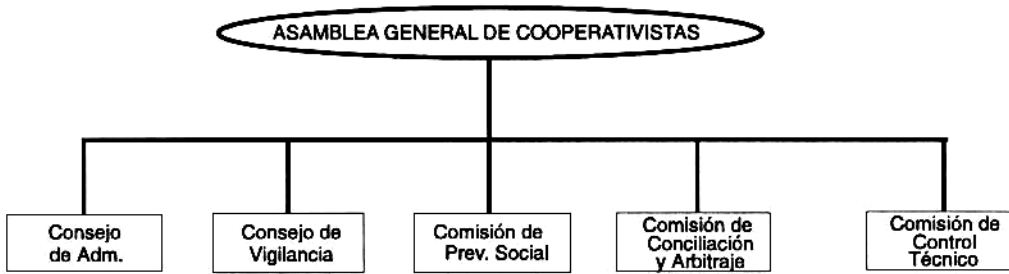 ASAMBLEA GENERAL DE COOPERATIVISTAS
Consejo
de Adm.
Consejo de
Vigilancia
Comisión de
Prev. Social
Comisión de
Conciliación
y Arbitraje
Comisión de
Control
Técnico